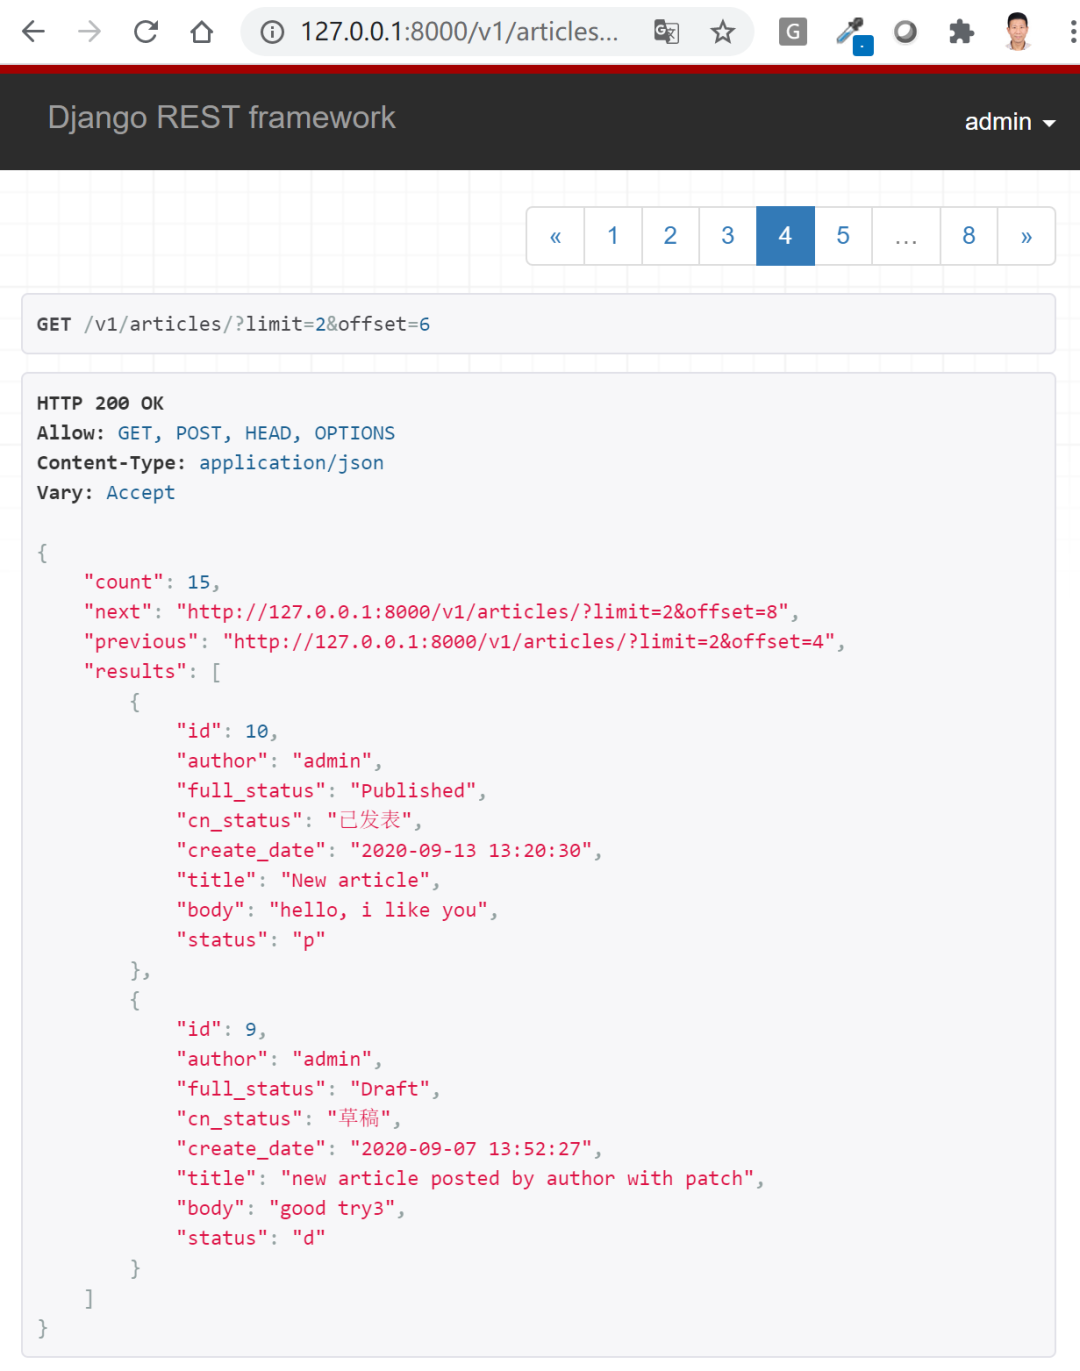 127.0.0.1:8000/v1/articles...
G
Django REST framework
admin
« 1 2 3 4 5 … 8 »
GET /v1/articles/?limit=2&offset=6
HTTP 200 OK
Allow: GET, POST, HEAD, OPTIONS
Content-Type: application/json
Vary: Accept
{
"count": 15,
"next": "http://127.0.0.1:8000/v1/articles/?limit=2&offset=8",
"previous": "http://127.0.0.1:8000/v1/articles/?limit=2&offset=4",
"results": [
{
"id": 10,
"author": "admin",
"full_status": "Published",
"cn_status": "已发表",
"create_date": "2020-09-13 13:20:30",
"title": "New article",
"body": "hello, i like you",
"status": "p"
},
{
"id": 9,
"author": "admin",
"full_status": "Draft",
"cn_status": "草稿",
"create_date": "2020-09-07 13:52:27",
"title": "new article posted by author with patch",
"body": "good try3",
"status": "d"
}
]
}